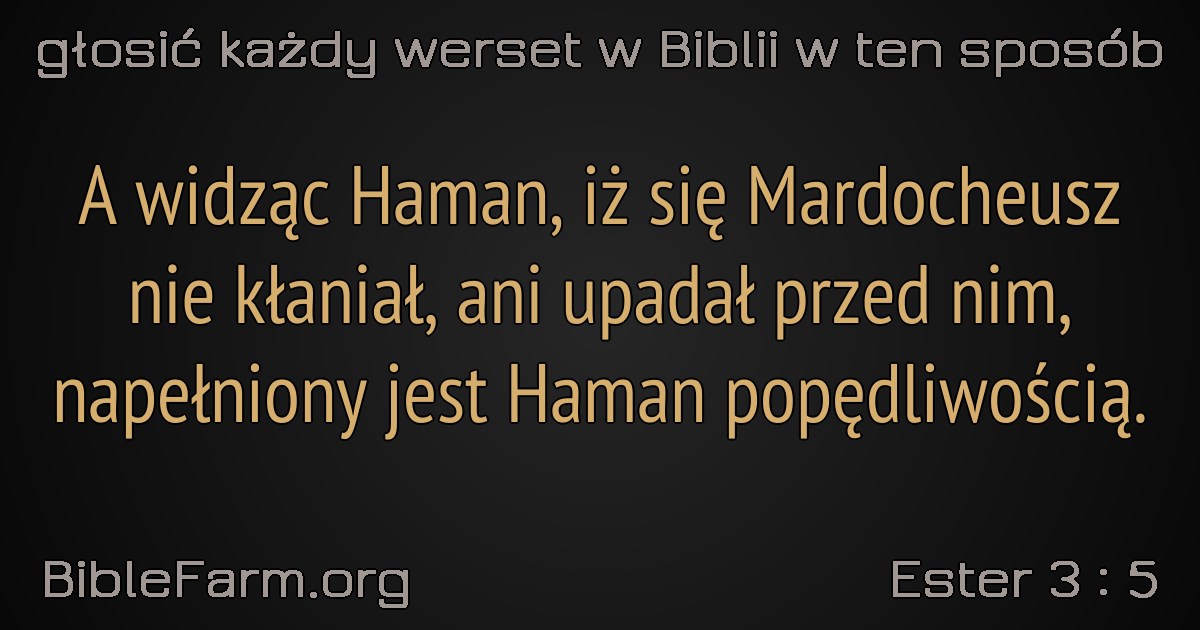 głosić każdy werset w Biblii w ten sposób
A widząc Haman, iż się Mardocheusz
nie kłaniał, ani upadał przed nim,
napełniony jest Haman popędliwością.
BibleFarm.org
Ester 3 : 5